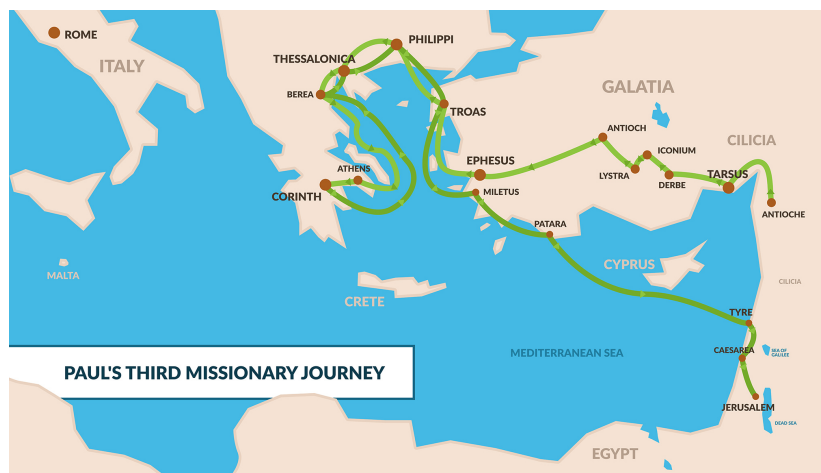 ROME
PHILIPPI
THESSALONICA
ITALY
BEREA
GALATIA
TROAS
ANTIOCH
CILICIA
ICONIUM
EPHESUS
ATHENS
LYSTRA
DERBE
TARSUS
CORINTH
MILETUS
ANTIOCHE
PATARA
CYPRUS
MALTA
CILICIA
CRETE
TYRE
CAESAREA
SEA OF
GALILEE
MEDITERRANEAN SEA
PAUL'S THIRD MISSIONARY JOURNEY
JERUSALEM
DEAD SEA
EGYPT